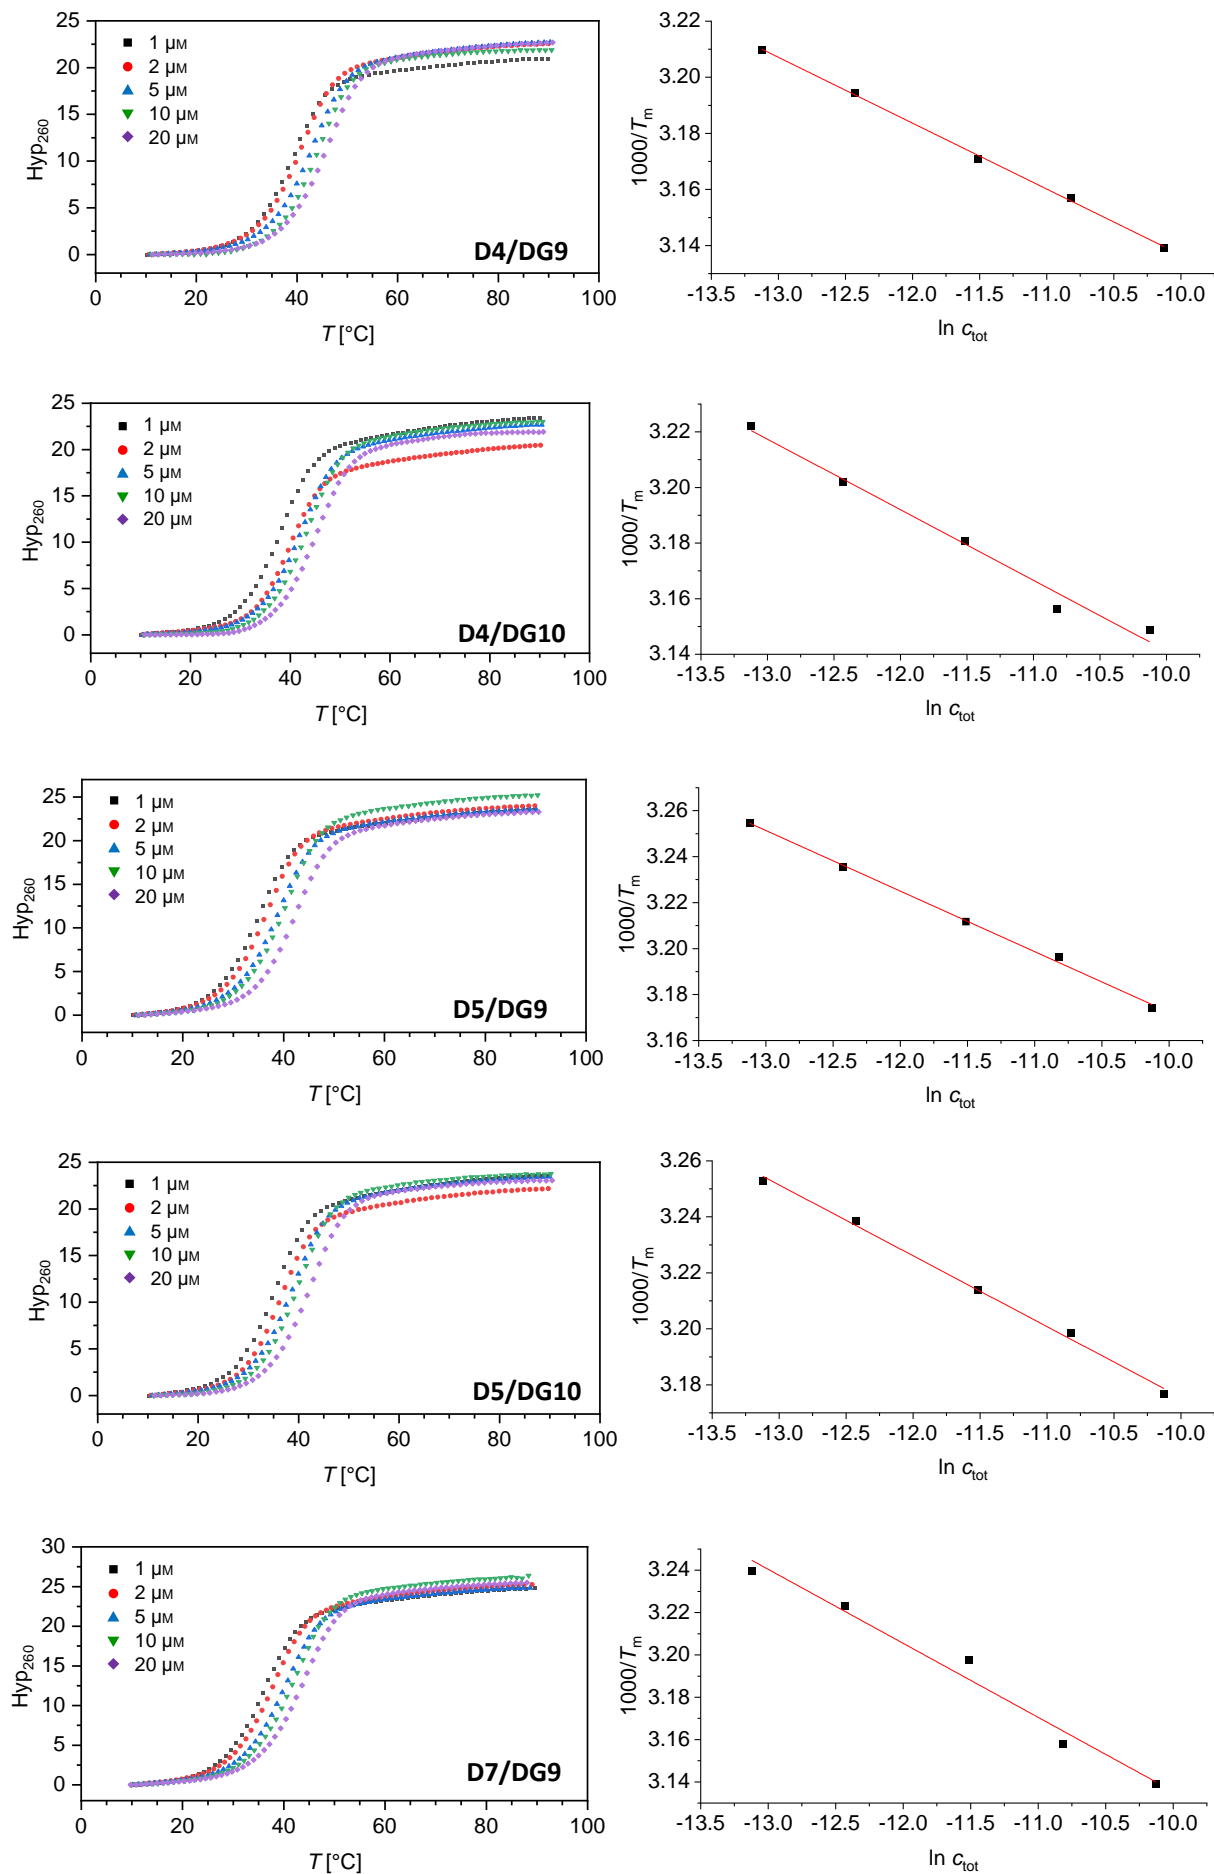 25
20
15
10
5
0
Hyp260
1 µM
2 µM
5 µM
10 µM
20 µM
D4/DG9
0 20 40 60 80 100
T [°C]
3.22
3.20
3.18
3.16
3.14
1000/Tm
-13.5 -13.0 -12.5 -12.0 -11.5 -11.0 -10.5 -10.0
ln ctot
25
20
15
10
5
0
Hyp260
1 µM
2 µM
5 µM
10 µM
20 µM
D4/DG10
0 20 40 60 80 100
T [°C]
3.22
3.20
3.18
3.16
3.14
1000/Tm
-13.5 -13.0 -12.5 -12.0 -11.5 -11.0 -10.5 -10.0
ln ctot
25
20
15
10
5
0
Hyp260
1 µM
2 µM
5 µM
10 µM
20 µM
D5/DG9
0 20 40 60 80 100
T [°C]
3.26
3.24
3.22
3.20
3.18
3.16
1000/Tm
-13.5 -13.0 -12.5 -12.0 -11.5 -11.0 -10.5 -10.0
ln ctot
25
20
15
10
5
0
Hyp260
1 µM
2 µM
5 µM
10 µM
20 µM
D5/DG10
0 20 40 60 80 100
T [°C]
3.26
3.24
3.22
3.20
3.18
1000/Tm
-13.5 -13.0 -12.5 -12.0 -11.5 -11.0 -10.5 -10.0
ln ctot
30
25
20
15
10
5
0
Hyp260
1 µM
2 µM
5 µM
10 µM
20 µM
D7/DG9
0 20 40 60 80 100
T [°C]
3.24
3.22
3.20
3.18
3.16
3.14
1000/Tm
-13.5 -13.0 -12.5 -12.0 -11.5 -11.0 -10.5 -10.0
ln ctot